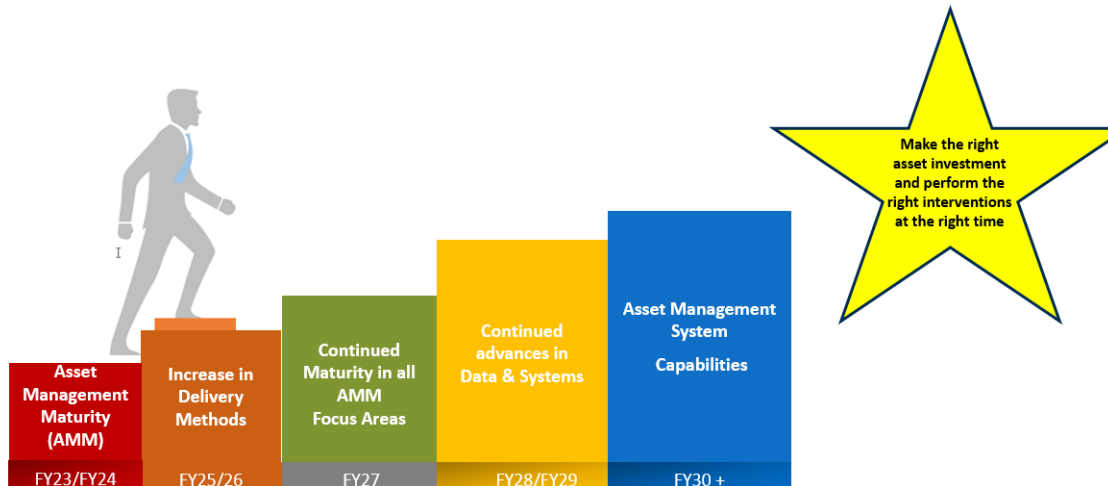 Make the right
asset investment
and perform the
right interventions
at the right time
Asset
Management
Maturity
(AMM)
Increase in
Delivery
Methods
Continued
Maturity in all
AMM
Focus Areas
Continued
advances in
Data & Systems
Asset Management
System
Capabilities
FY23/FY24
FY25/26
FY27
FY28/FY29
FY30 +